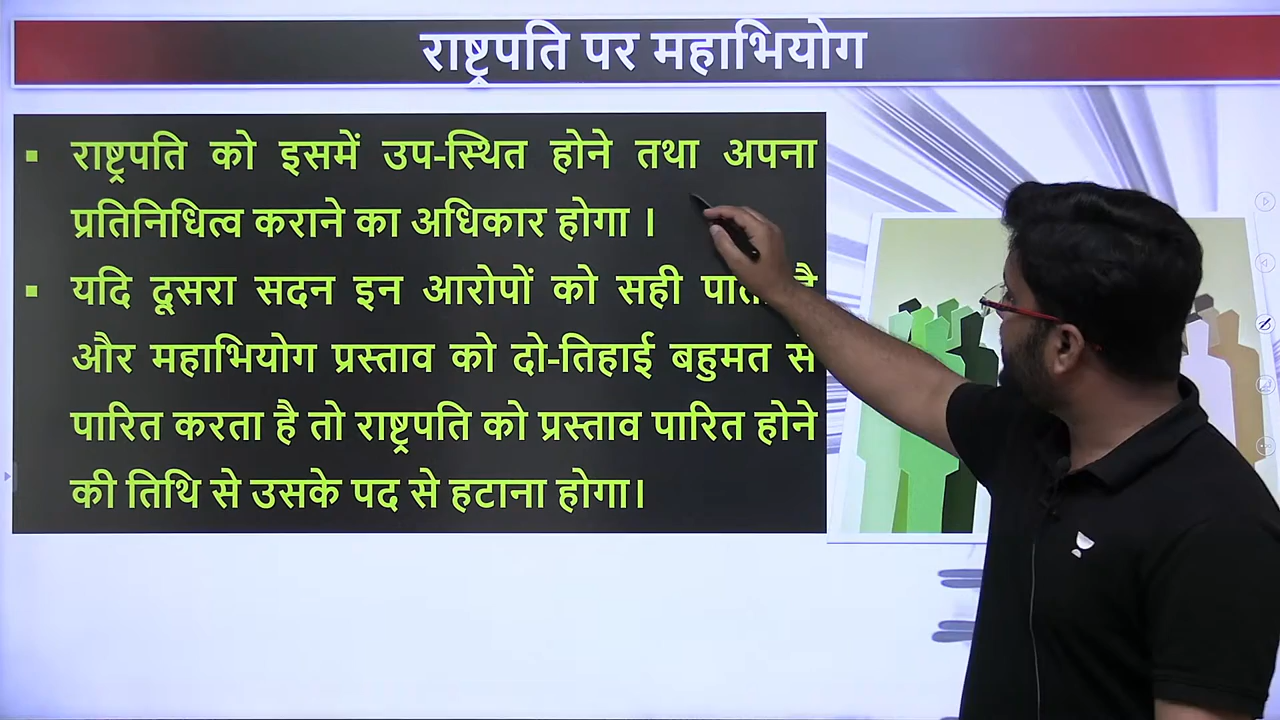 राष्ट्रपति पर महाभियोग
▪ राष्ट्रपति को इसमें उप-स्थित होने तथा अपना
प्रतिनिधित्व कराने का अधिकार होगा ।
▪ यदि दूसरा सदन इन आरोपों को सही पाता है
और महाभियोग प्रस्ताव को दो-तिहाई बहुमत से
पारित करता है तो राष्ट्रपति को प्रस्ताव पारित होने
की तिथि से उसके पद से हटाना होगा।